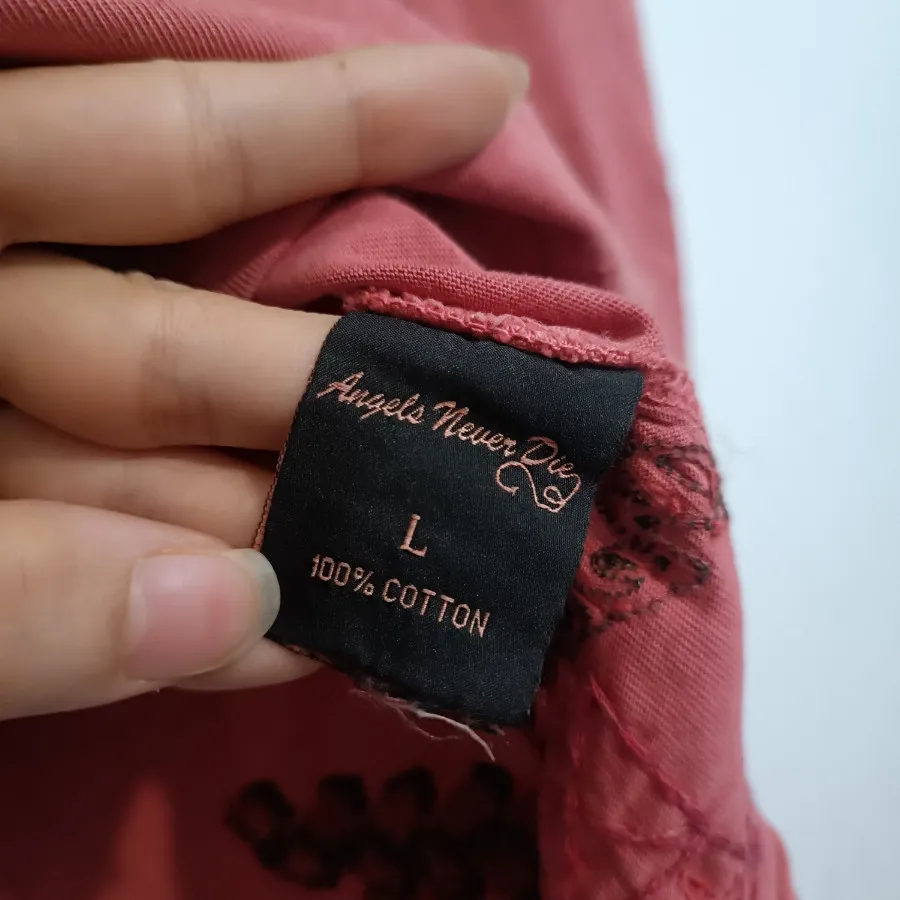 Angels Never Die
L
100% COTTON